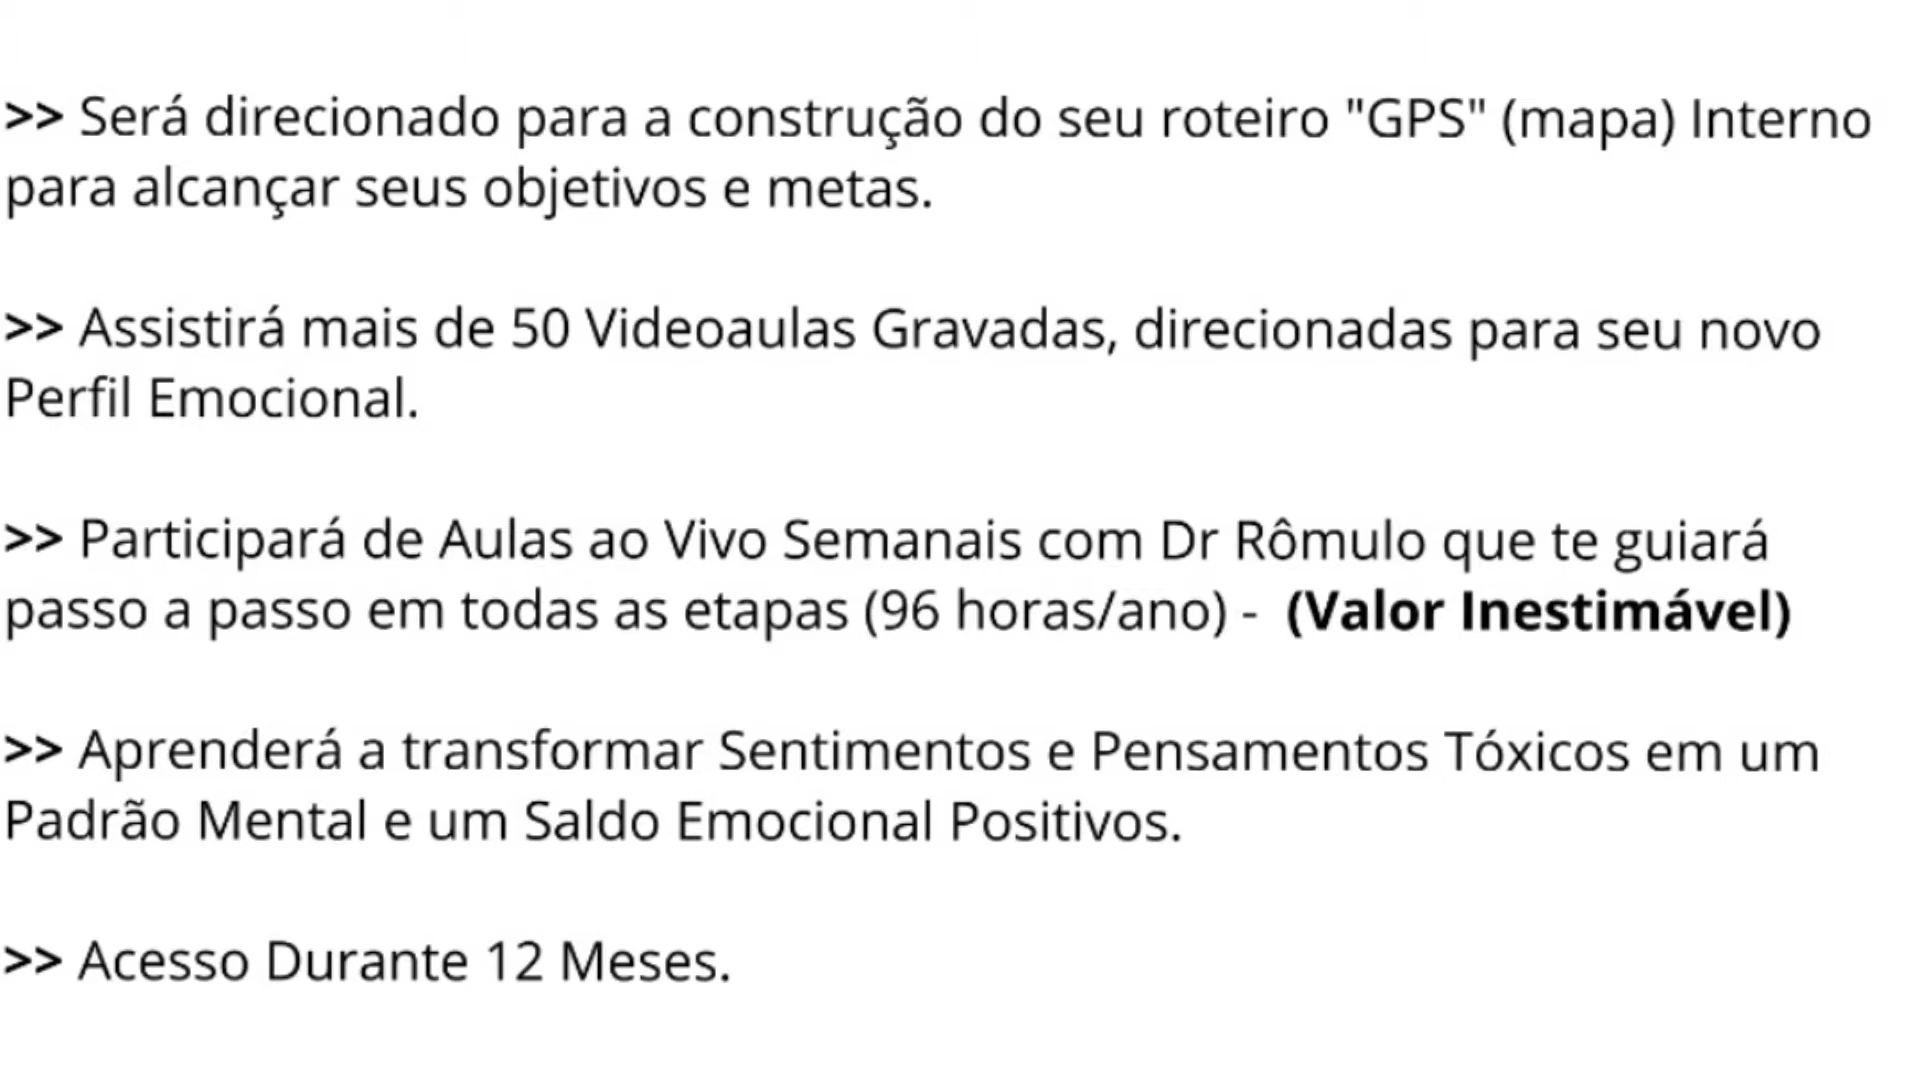 >> Será direcionado para a construção do seu roteiro "GPS" (mapa) Interno
para alcançar seus objetivos e metas.
>> Assistirá mais de 50 Videoaulas Gravadas, direcionadas para seu novo
Perfil Emocional.
>> Participará de Aulas ao Vivo Semanais com Dr Rômulo que te guiará
passo a passo em todas as etapas (96 horas/ano) -  (Valor Inestimável)
>> Aprenderá a transformar Sentimentos e Pensamentos Tóxicos em um
Padrão Mental e um Saldo Emocional Positivos.
>> Acesso Durante 12 Meses.